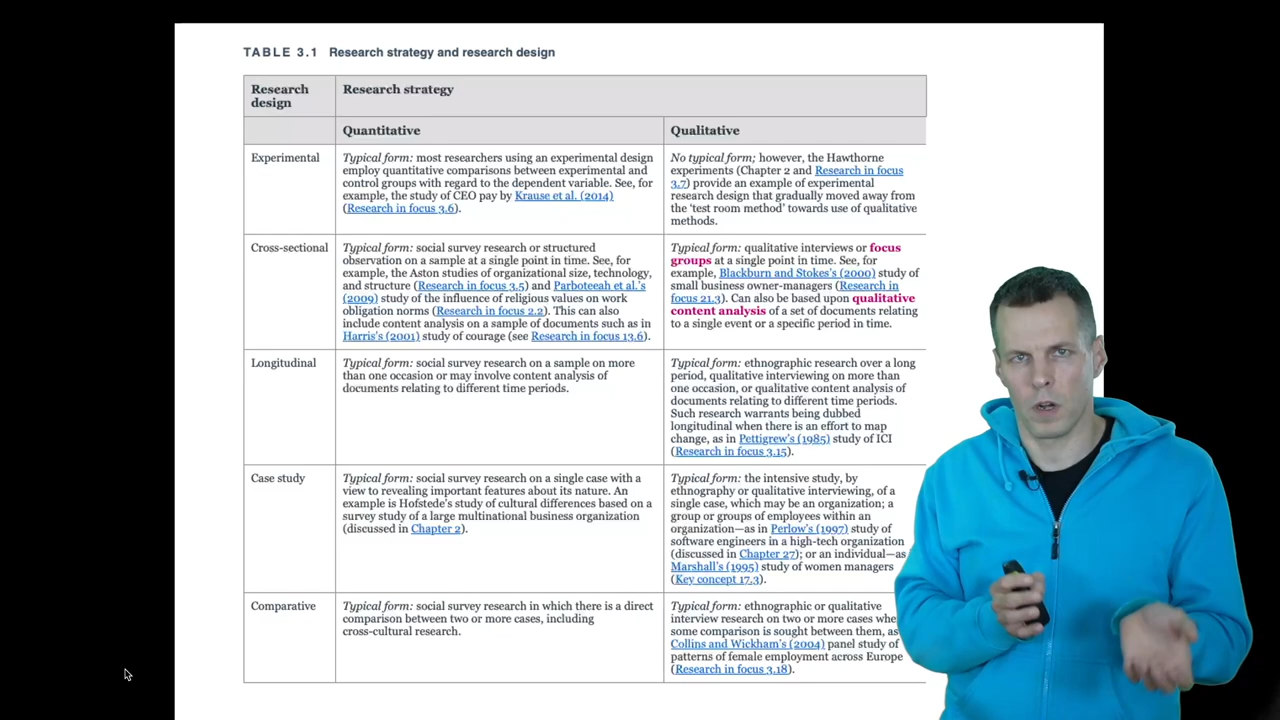 TABLE 3.1 Research strategy and research design
Research
design
Research strategy
Quantitative
Qualitative
Experimental
Typical form: most researchers using an experimental design
employ quantitative comparisons between experimental and
control groups with regard to the dependent variable. See, for
example, the study of CEO pay by Krause et al. (2014)
(Research in focus 3.6).
No typical form; however, the Hawthorne
experiments (Chapter 2 and Research in focus
3.7) provide an example of experimental
research design that gradually moved away from
the ‘test room method’ towards use of qualitative
methods.
Cross-sectional
Typical form: social survey research or structured
observation on a sample at a single point in time. See, for
example, the Aston studies of organizational size, technology,
and structure (Research in focus 3.5) and Parboteeah et al.’s
(2009) study of the influence of religious values on work
obligation norms (Research in focus 2.2). This can also
include content analysis on a sample of documents such as in
Harris’s (2001) study of courage (see Research in focus 13.6).
Typical form: qualitative interviews or focus
groups at a single point in time. See, for
example, Blackburn and Stokes’s (2000) study of
small business owner-managers (Research in
focus 21.3). Can also be based upon qualitative
content analysis of a set of documents relating
to a single event or a specific period in time.
Longitudinal
Typical form: social survey research on a sample on more
than one occasion or may involve content analysis of
documents relating to different time periods.
Typical form: ethnographic research over a long
period, qualitative interviewing on more than
one occasion, or qualitative content analysis of
documents relating to different time periods.
Such research warrants being dubbed
longitudinal when there is an effort to map
change, as in Pettigrew’s (1985) study of ICI
(Research in focus 3.15).
Case study
Typical form: social survey research on a single case with a
view to revealing important features about its nature. An
example is Hofstede’s study of cultural differences based on a
survey study of a large multinational business organization
(discussed in Chapter 2).
Typical form: the intensive study, by
ethnography or qualitative interviewing, of a
single case, which may be an organization; a
group or groups of employees within an
organization—as in Perlow’s (1997) study of
software engineers in a high-tech organization
(discussed in Chapter 27); or an individual—as
Marshall’s (1995) study of women managers
(Key concept 17.3).
Comparative
Typical form: social survey research in which there is a direct
comparison between two or more cases, including
cross-cultural research.
Typical form: ethnographic or qualitative
interview research on two or more cases
some comparison is sought between them, as
Collins and Wickham’s (2004) panel study of
patterns of female employment across Europe
(Research in focus 3.18).